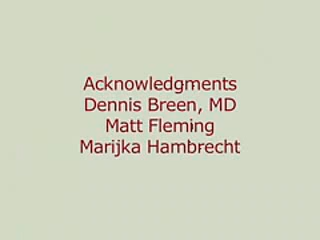 Acknowledgments
Dennis Breen, MD
Matt Fleming
Marijka Hambrecht